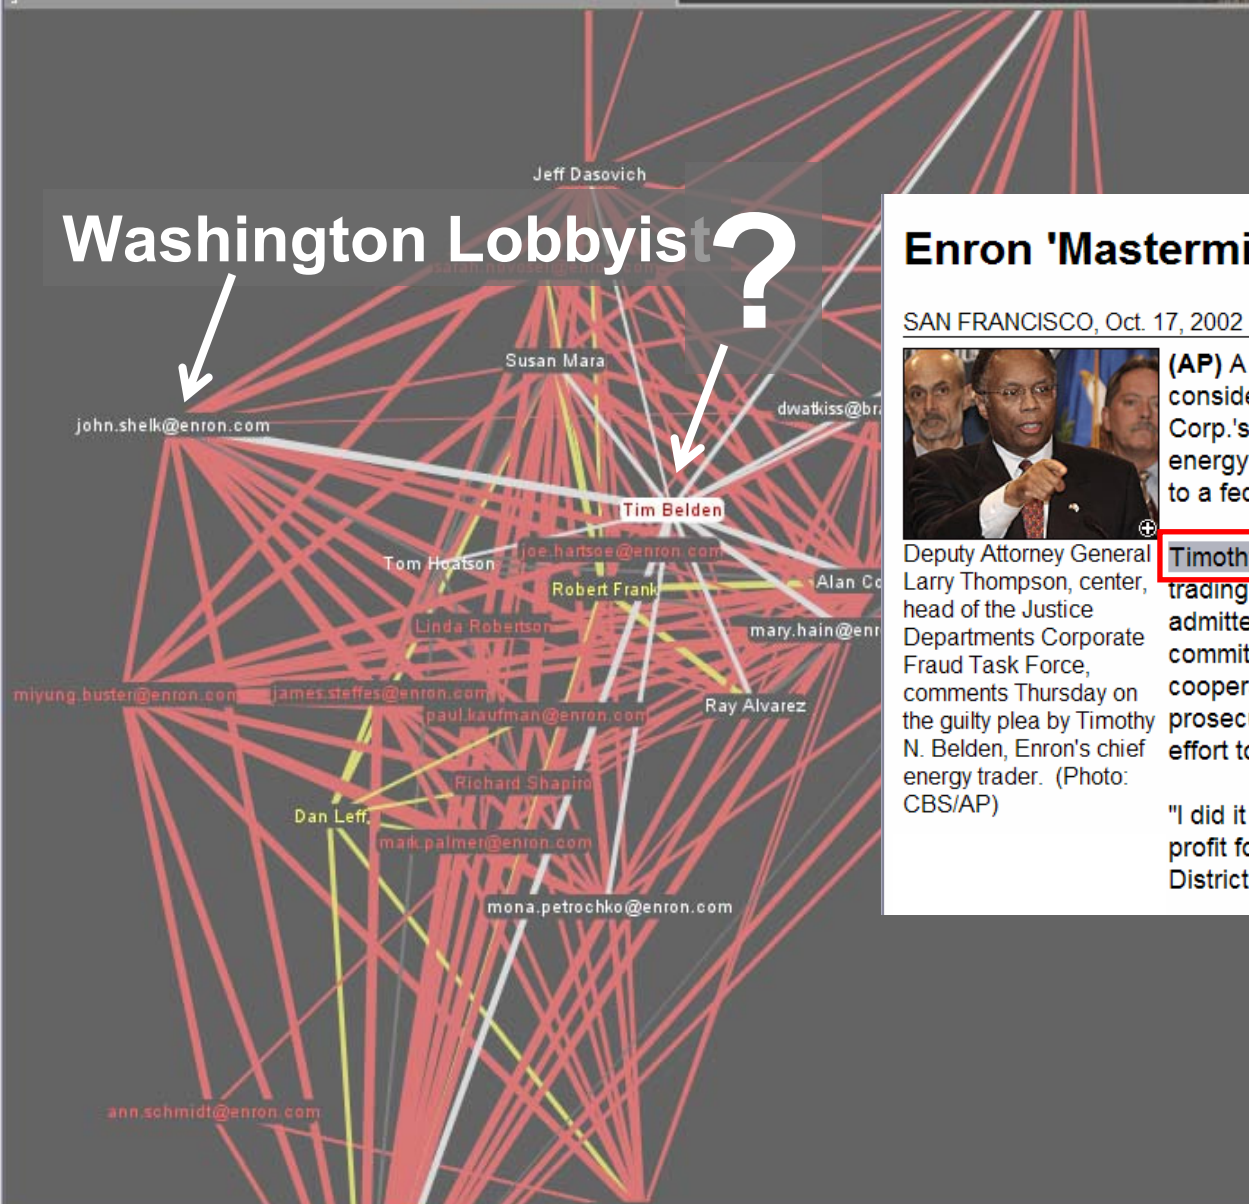 Jeff Dasovich
Washington Lobbyist
?
sarah.novosel@enron.com
Susan Mara
john.shelk@enron.com
dwatkiss@bra
Tim Belden
joe.hartsoe@enron.com
Tom Hoatson
Robert Frank
Alan Co
Linda Robertson
mary.hain@enr
miyung.buster@enron.com
james.steffes@enron.com
paul.kaufman@enron.com
Ray Alvarez
Richard Shapiro
Dan Leff
mark.palmer@enron.com
mona.petrochko@enron.com
ann.schmidt@enron.com
Enron 'Mastermi
SAN FRANCISCO, Oct. 17, 2002
(AP) A
conside
Corp.'s
energy
to a fed
Timoth
trading
admitte
commit
cooper
prosec
effort to
"I did it
profit fo
District
Deputy Attorney General
Larry Thompson, center,
head of the Justice
Departments Corporate
Fraud Task Force,
comments Thursday on
the guilty plea by Timothy
N. Belden, Enron's chief
energy trader. (Photo:
CBS/AP)